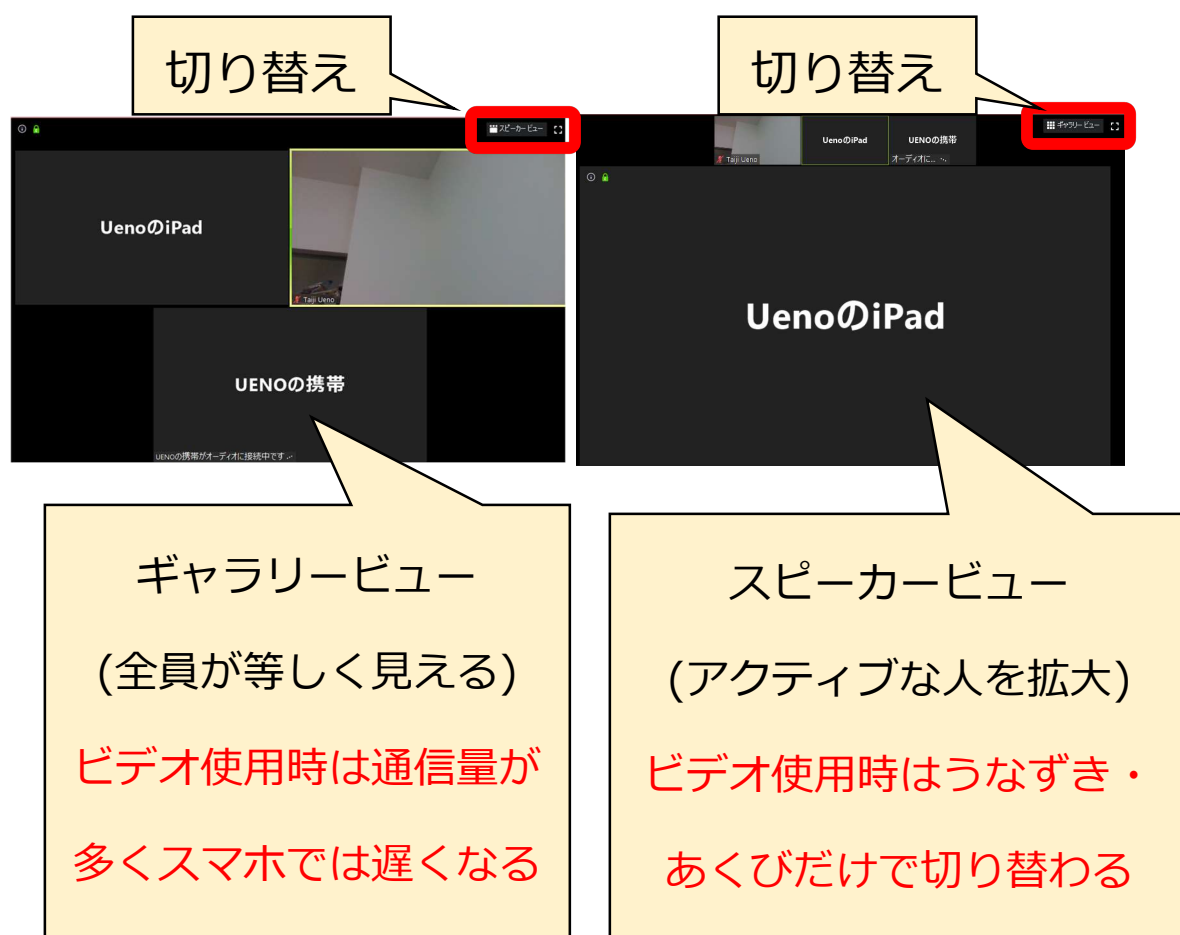 切り替え
切り替え
スピーカービュー
UenoのiPad
Taiji Ueno
UENOの携帯
UENOの携帯がオーディオに接続中です
ギャラリービュー
Taiji Ueno
UenoのiPad
UENOの携帯
オーディオに...
UenoのiPad
ギャラリービュー
(全員が等しく見える)
ビデオ使用時は通信量が
多くスマホでは遅くなる
スピーカービュー
(アクティブな人を拡大)
ビデオ使用時はうなずき・
あくびだけで切り替わる